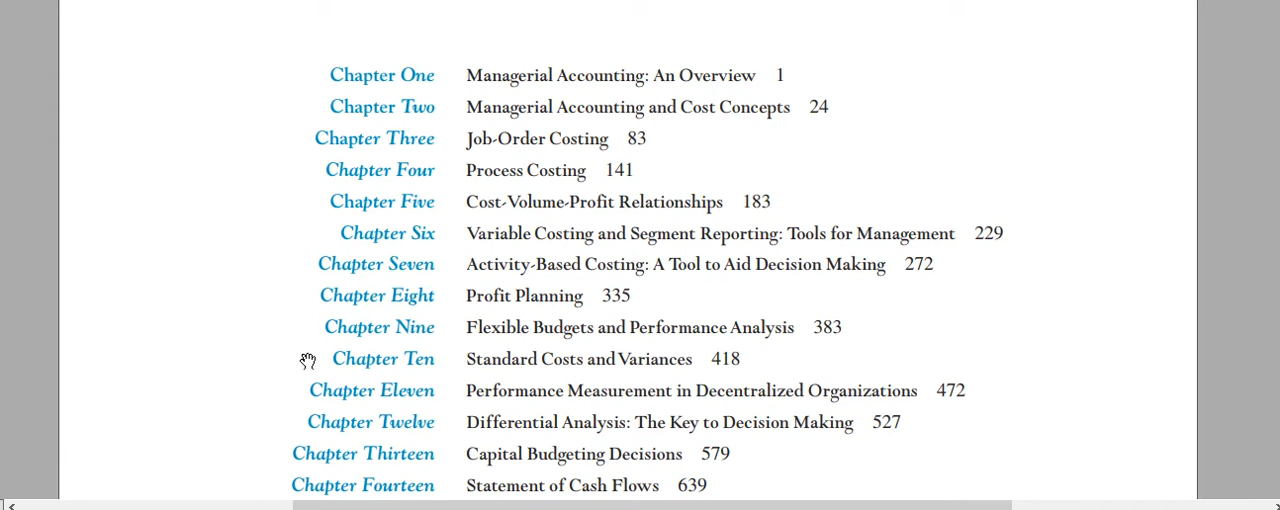 Chapter One Managerial Accounting: An Overview 1
Chapter Two Managerial Accounting and Cost Concepts 24
Chapter Three Job-Order Costing 83
Chapter Four Process Costing 141
Chapter Five Cost-Volume-Profit Relationships 183
Chapter Six Variable Costing and Segment Reporting: Tools for Management 229
Chapter Seven Activity-Based Costing: A Tool to Aid Decision Making 272
Chapter Eight Profit Planning 335
Chapter Nine Flexible Budgets and Performance Analysis 383
Chapter Ten Standard Costs and Variances 418
Chapter Eleven Performance Measurement in Decentralized Organizations 472
Chapter Twelve Differential Analysis: The Key to Decision Making 527
Chapter Thirteen Capital Budgeting Decisions 579
Chapter Fourteen Statement of Cash Flows 639